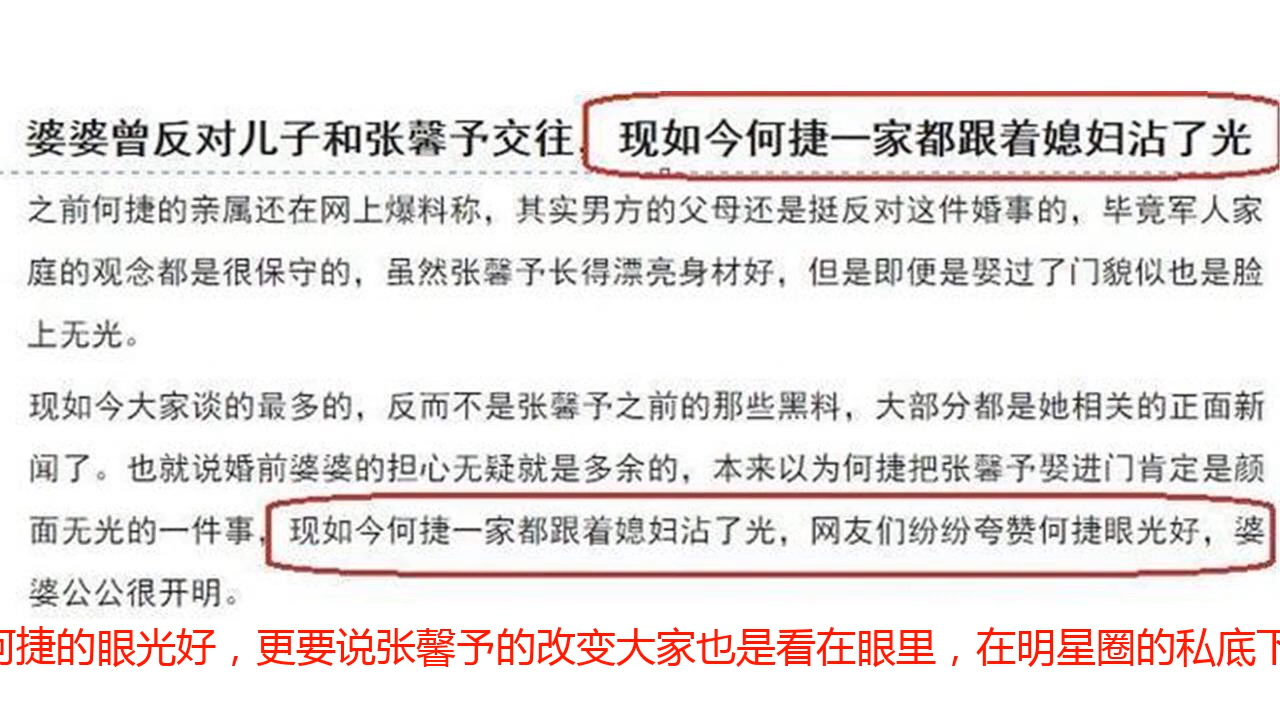 婆婆曾反对儿子和张馨予交往，现如今何捷一家都跟着媳妇沾了光
之前何捷的亲属还在网上爆料称，其实男方的父母还是挺反对这件婚事的，毕竟军人家
庭的观念都是很保守的，虽然张馨予长得漂亮身材好，但是即便是娶过了门貌似也是脸
上无光。
现如今大家谈的最多的，反而不是张馨予之前的那些黑料，大部分都是她相关的正面新
闻了。也就说婚前婆婆的担心无疑就是多余的，本来以为何捷把张馨予娶进门肯定是颜
面无光的一件事，现如今何捷一家都跟着媳妇沾了光，网友们纷纷夸赞何捷眼光好，婆
婆公公很开明。
何捷的眼光好，更要说张馨予的改变大家也是看在眼里，在明星圈的私底下